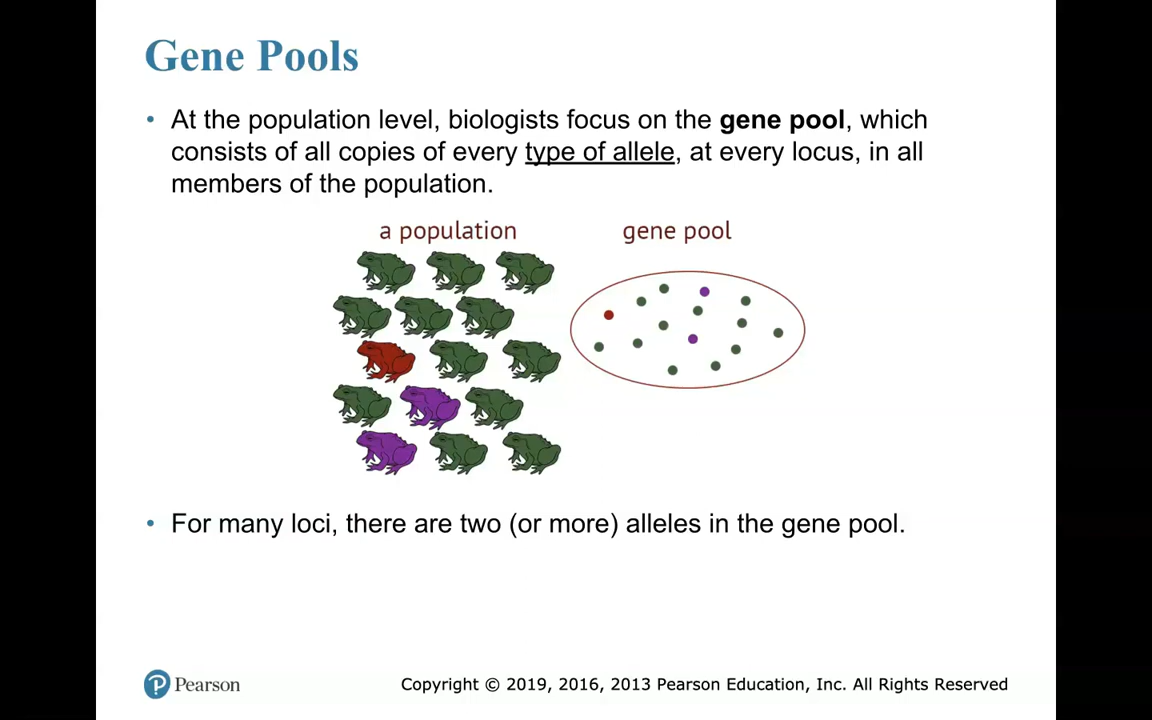 Gene Pools
• At the population level, biologists focus on the gene pool, which
consists of all copies of every type of allele, at every locus, in all
members of the population.
a population
gene pool
• For many loci, there are two (or more) alleles in the gene pool.
P Pearson
Copyright © 2019, 2016, 2013 Pearson Education, Inc. All Rights Reserved